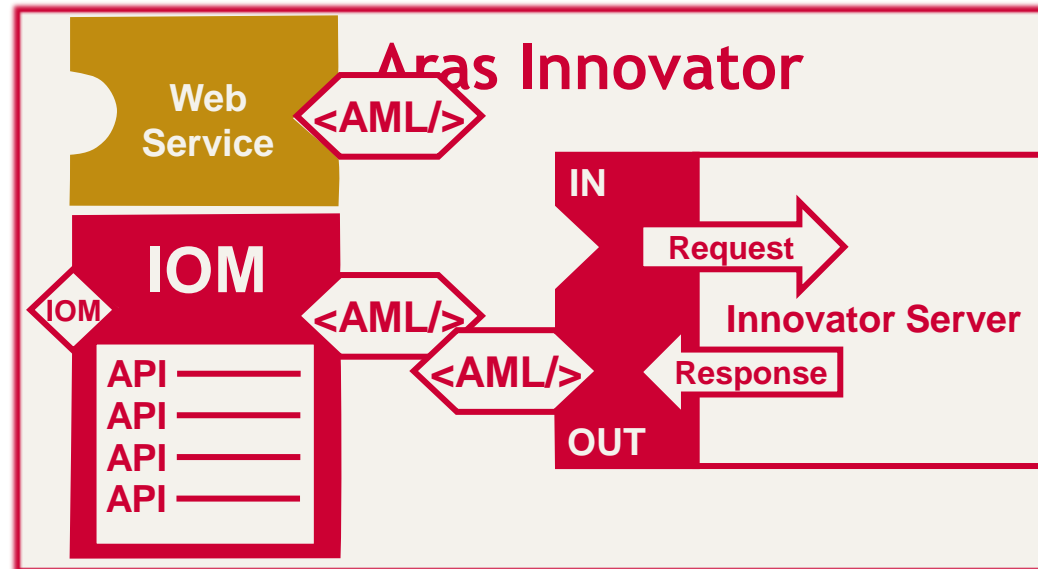 Aras Innovator
Web
Service
<AML/>
IN
Request
IOM
IOM
<AML/>
Innovator Server
<AML/>
Response
API
API
API
API
OUT